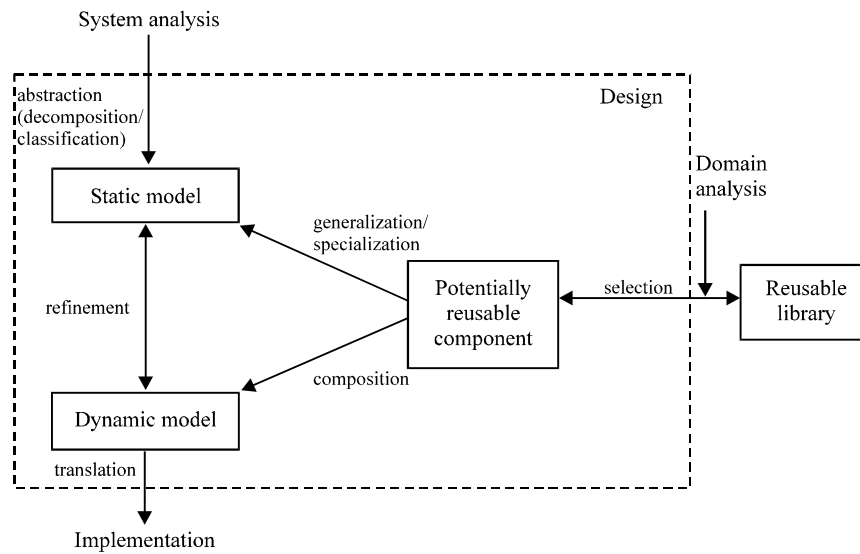 System analysis
abstraction
(decomposition/
classification)
Design
Static model
Domain
analysis
generalization/
specialization
Potentially
reusable
component
selection
Reusable
library
refinement
composition
Dynamic model
translation
Implementation